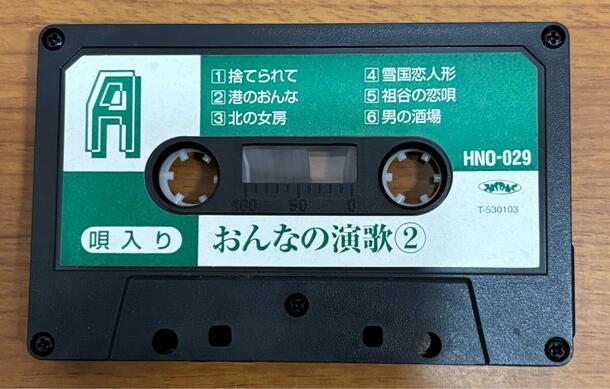 A
1 捨てられて
2 港のおんな
3 北の女房
4 雪国恋人形
5 祖谷の恋唄
6 男の酒場
HNO-029
T-530103
100 50 0
唄入り
おんなの演歌②